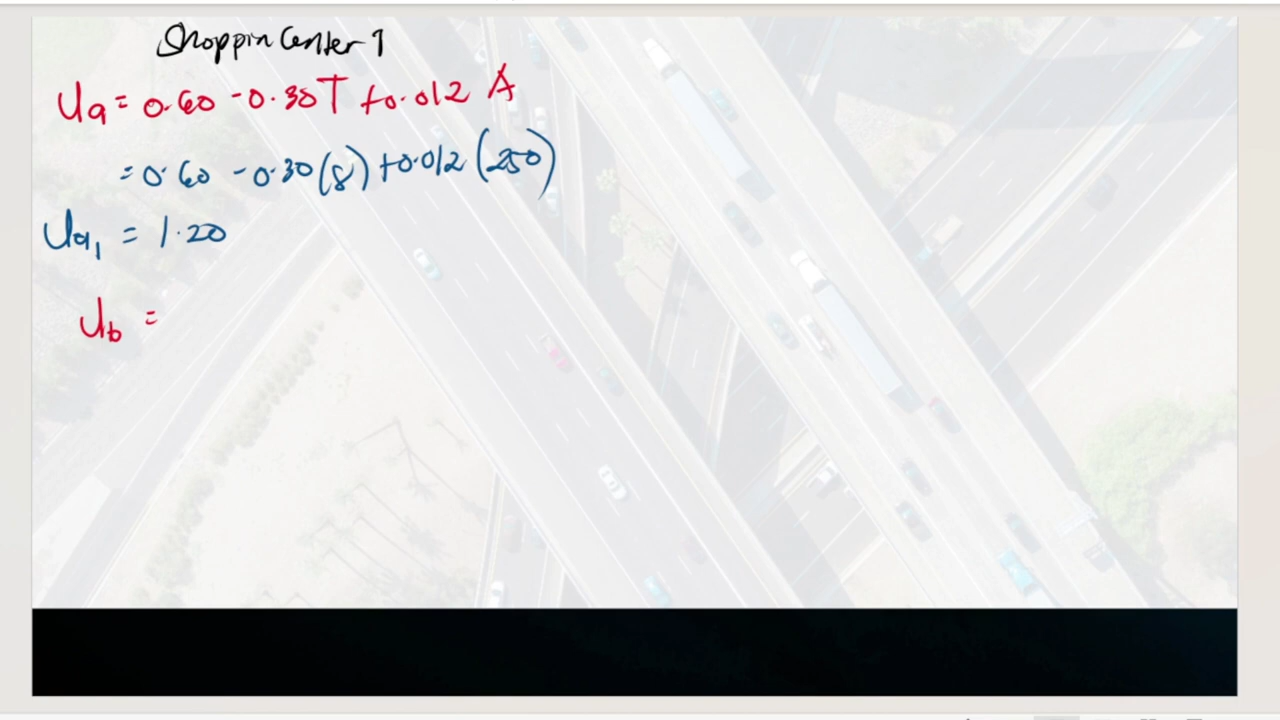 Shoppin Center 1
Ua = 0.60 - 0.30T + 0.012 A
= 0.60 - 0.30(8) + 0.012 (250)
Ua1 = 1.20
Ub =